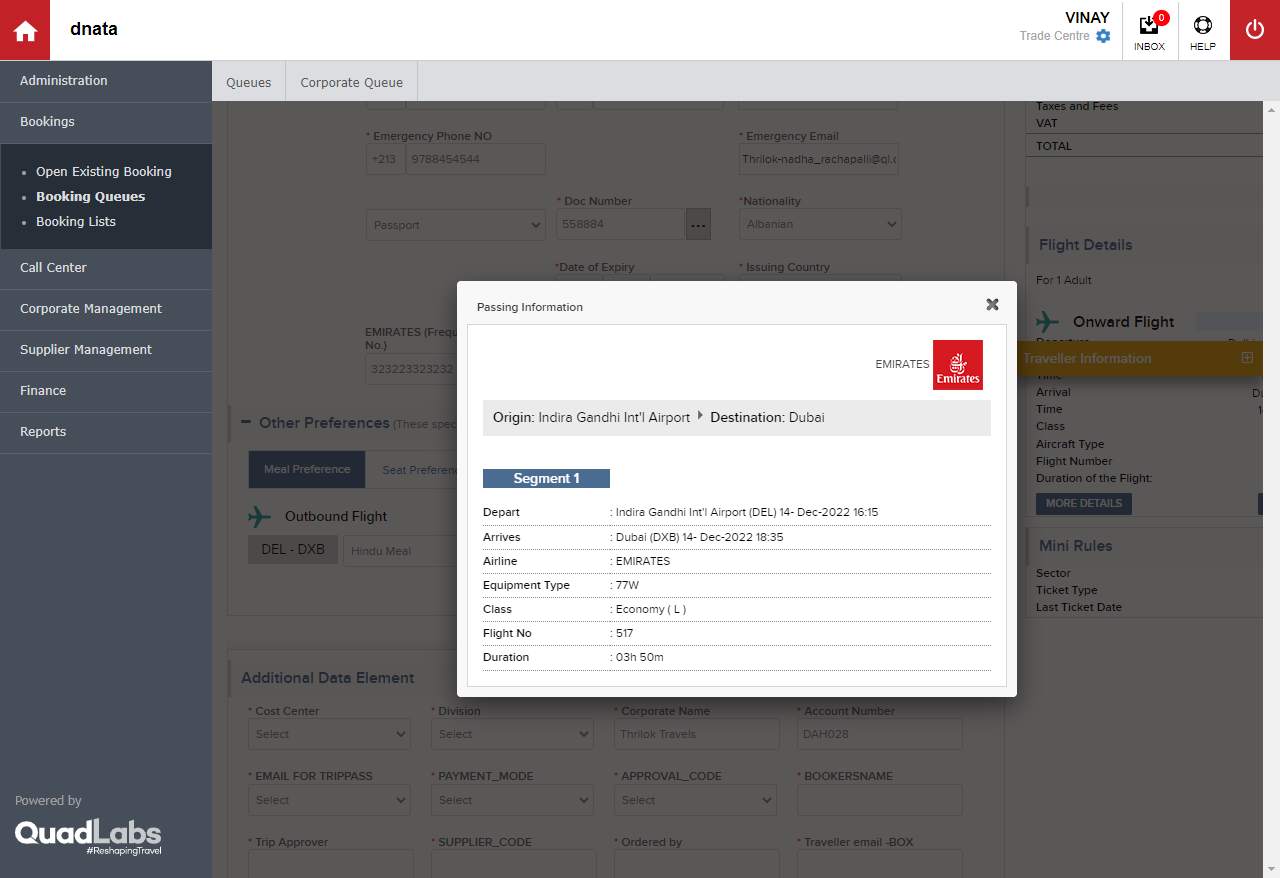 dnata
VINAY
Trade Centre
0
INBOX
HELP
Administration
Bookings
Open Existing Booking
Booking Queues
Booking Lists
Call Center
Corporate Management
Supplier Management
Finance
Reports
Powered by
QuadLabs
#ReshapingTravel
Queues
Corporate Queue
* Emergency Phone NO
* Emergency Email
+213
9788454544
Thrilok-nadha_rachapalli@ql.c
* Doc Number
*Nationality
Passport
558884
...
Albanian
*Date of Expiry
* Issuing Country
EMIRATES (Frequ
No.)
323223323232
Other Preferences (These spec
Meal Preference
Seat Preferen
Outbound Flight
DEL - DXB
Hindu Meal
Passing Information
EMIRATES
Emirates
Origin: Indira Gandhi Int'l Airport Destination: Dubai
Segment 1
Depart : Indira Gandhi Int'l Airport (DEL) 14- Dec-2022 16:15
Arrives : Dubai (DXB) 14- Dec-2022 18:35
Airline : EMIRATES
Equipment Type : 77W
Class : Economy ( L )
Flight No : 517
Duration : 03h 50m
Additional Data Element
* Cost Center
* Division
* Corporate Name
* Account Number
Select
Select
Thrilok Travels
DAH028
* EMAIL FOR TRIPPASS
* PAYMENT_MODE
* APPROVAL_CODE
* BOOKERSNAME
Select
Select
Select
* Trip Approver
* SUPPLIER_CODE
* Ordered by
* Traveller email -BOX
Taxes and Fees
VAT
TOTAL
Flight Details
For 1 Adult
Onward Flight
Departure
Traveller Information
Time
Arrival
Du
Time
1
Class
Aircraft Type
Flight Number
Duration of the Flight:
MORE DETAILS
Mini Rules
Sector
Ticket Type
Last Ticket Date